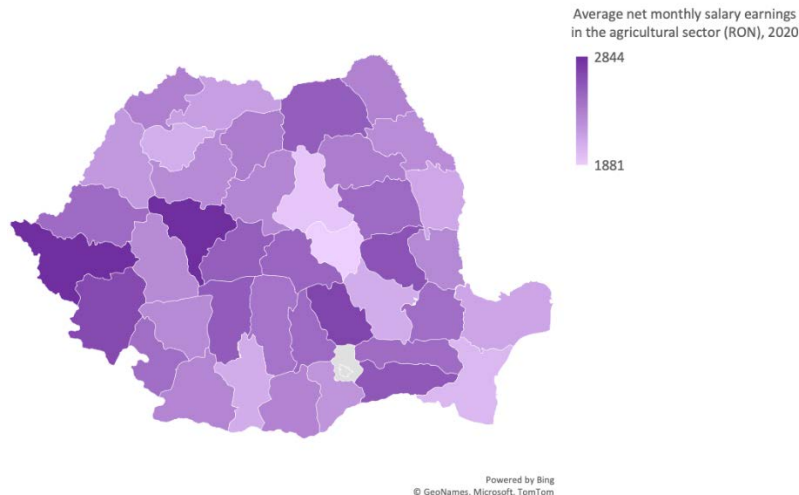 Average net monthly salary earnings
in the agricultural sector (RON), 2020
2844
1881
Powered by Bing
© GeoNames, Microsoft, TomTom